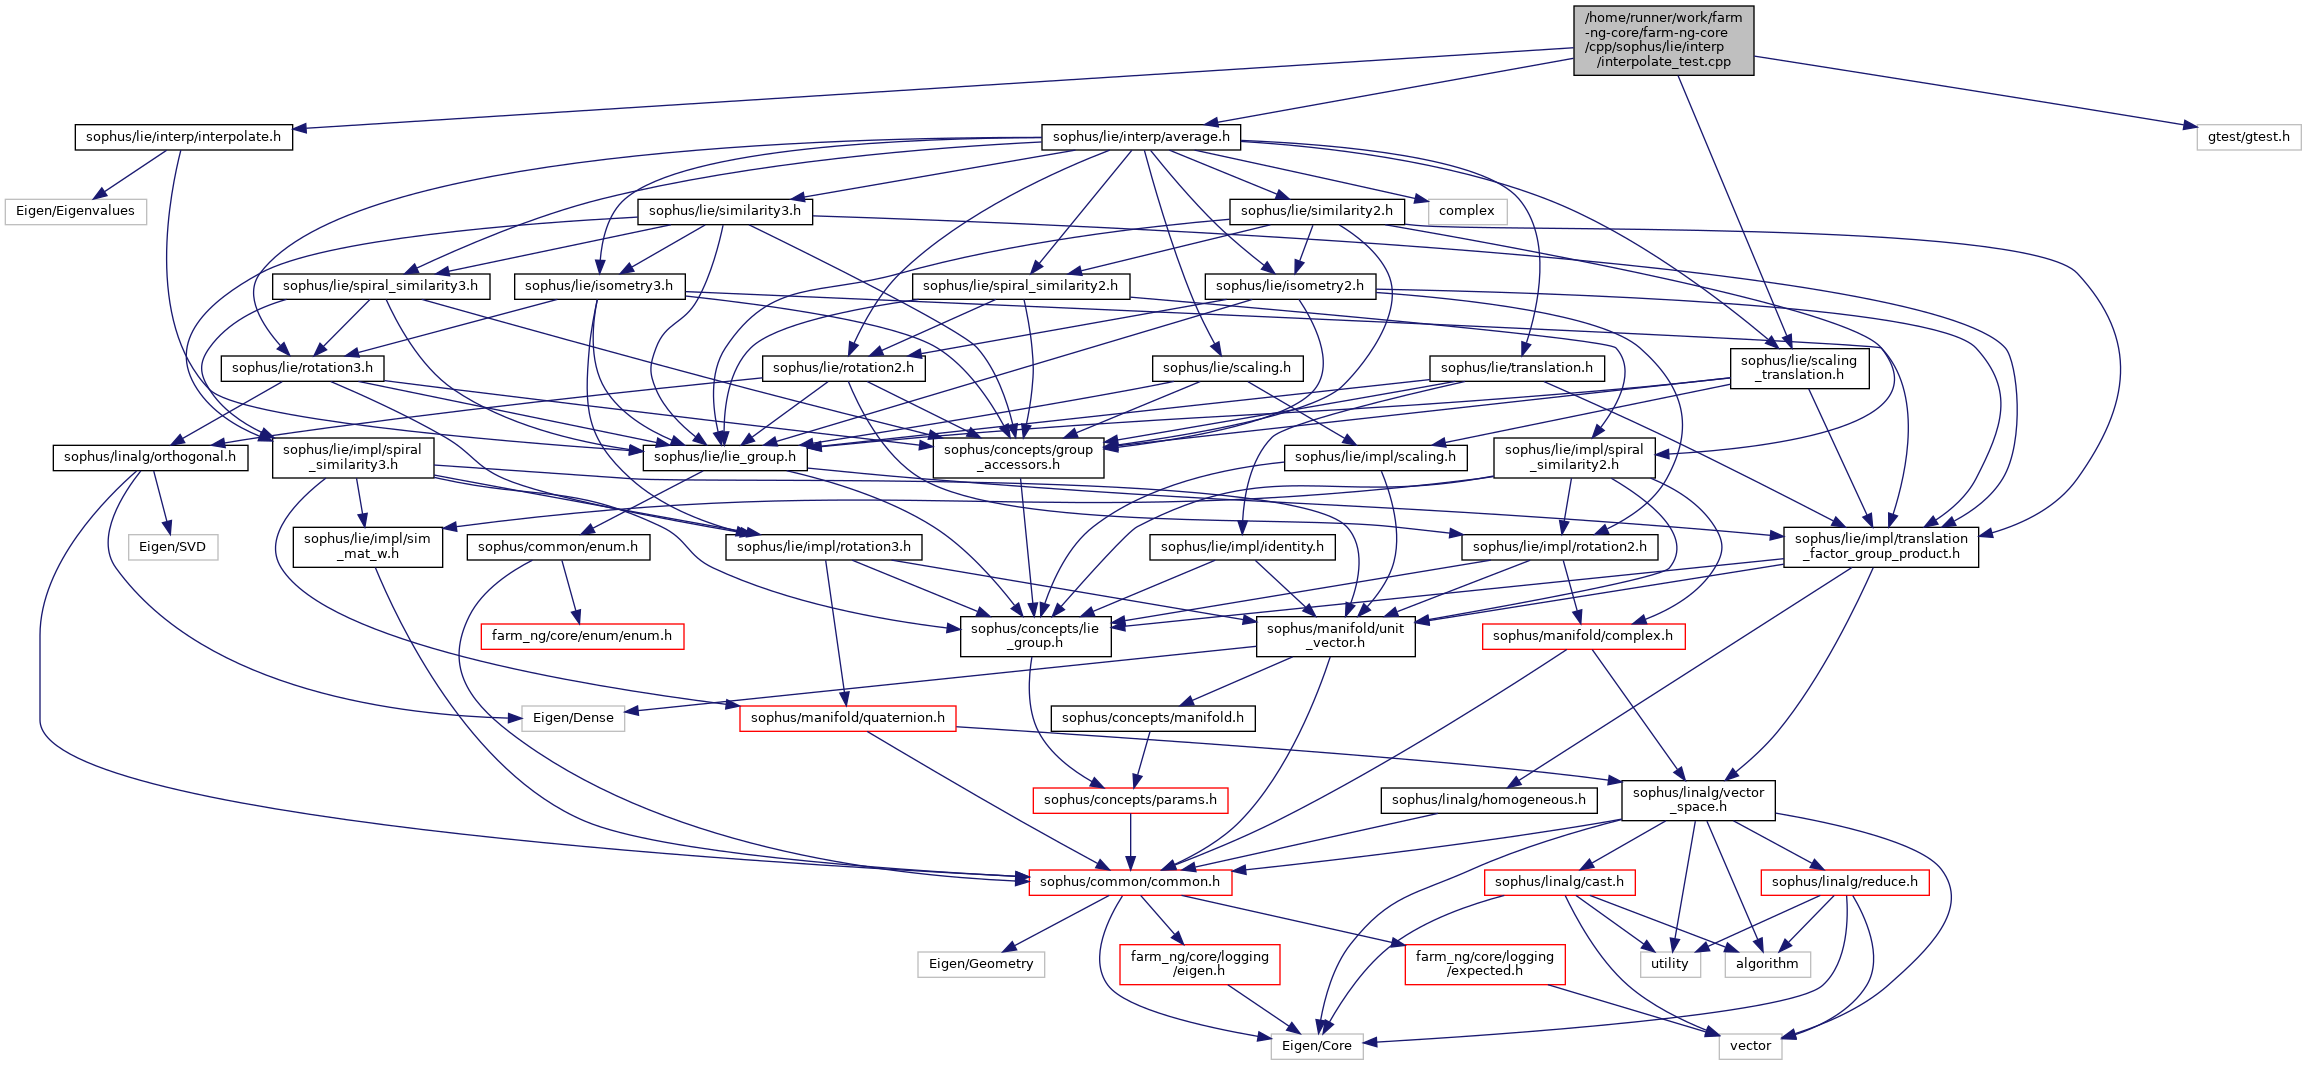 /home/runner/work/farm
-ng-core/farm-ng-core
/cpp/sophus/lie/interp
/interpolate_test.cpp
sophus/lie/interp/interpolate.h
sophus/lie/interp/average.h
gtest/gtest.h
Eigen/Eigenvalues
sophus/lie/similarity3.h
sophus/lie/similarity2.h
complex
sophus/lie/spiral_similarity3.h
sophus/lie/isometry3.h
sophus/lie/spiral_similarity2.h
sophus/lie/isometry2.h
sophus/lie/rotation3.h
sophus/lie/rotation2.h
sophus/lie/scaling.h
sophus/lie/translation.h
sophus/lie/scaling
_translation.h
sophus/linalg/orthogonal.h
sophus/lie/impl/spiral
_similarity3.h
sophus/lie/lie_group.h
sophus/concepts/group
_accessors.h
sophus/lie/impl/scaling.h
sophus/lie/impl/spiral
_similarity2.h
Eigen/SVD
sophus/lie/impl/sim
_mat_w.h
sophus/common/enum.h
sophus/lie/impl/rotation3.h
sophus/lie/impl/identity.h
sophus/lie/impl/rotation2.h
sophus/lie/impl/translation
_factor_group_product.h
farm_ng/core/enum/enum.h
sophus/concepts/lie
_group.h
sophus/manifold/unit
_vector.h
sophus/manifold/complex.h
Eigen/Dense
sophus/manifold/quaternion.h
sophus/concepts/manifold.h
sophus/concepts/params.h
sophus/linalg/homogeneous.h
sophus/linalg/vector
_space.h
sophus/common/common.h
sophus/linalg/cast.h
sophus/linalg/reduce.h
Eigen/Geometry
farm_ng/core/logging
/eigen.h
farm_ng/core/logging
/expected.h
utility
algorithm
Eigen/Core
vector